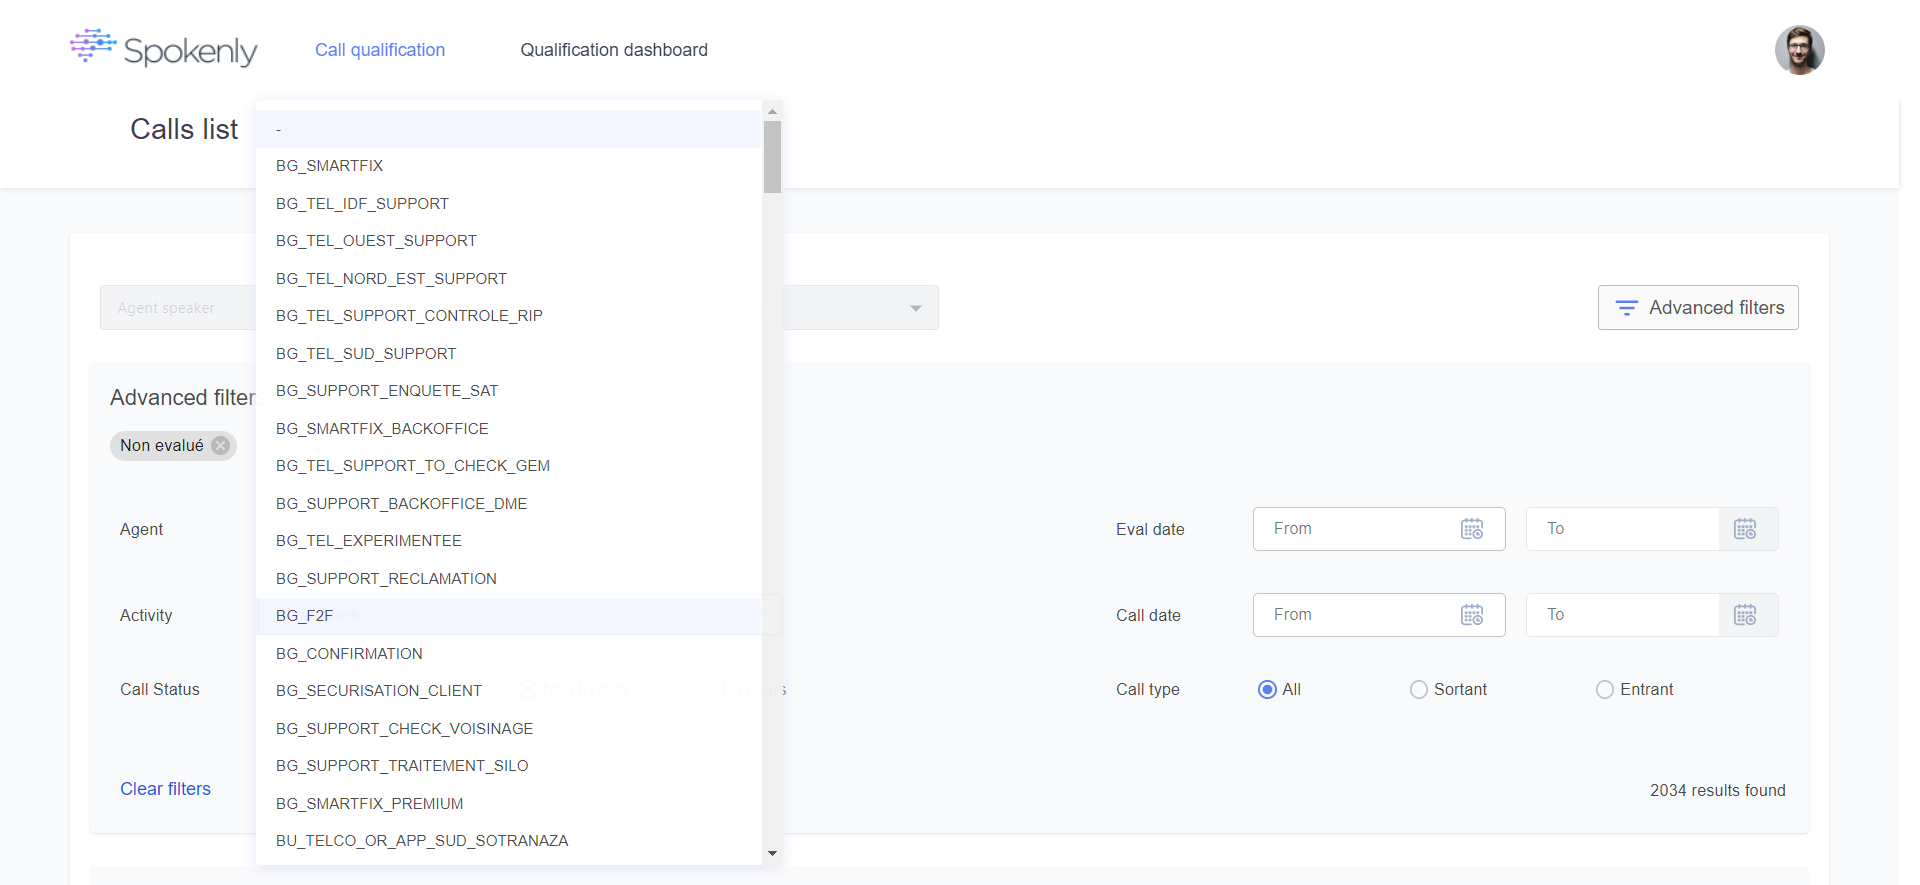 Spokenly
Call qualification
Qualification dashboard
Calls list
-
BG_SMARTFIX
BG_TEL_IDF_SUPPORT
BG_TEL_OUEST_SUPPORT
BG_TEL_NORD_EST_SUPPORT
BG_TEL_SUPPORT_CONTROLE_RIP
BG_TEL_SUD_SUPPORT
BG_SUPPORT_ENQUETE_SAT
BG_SMARTFIX_BACKOFFICE
BG_TEL_SUPPORT_TO_CHECK_GEM
BG_SUPPORT_BACKOFFICE_DME
BG_TEL_EXPERIMENTEE
BG_SUPPORT_RECLAMATION
BG_F2F
BG_CONFIRMATION
BG_SECURISATION_CLIENT
BG_SUPPORT_CHECK_VOISINAGE
BG_SUPPORT_TRAITEMENT_SILO
BG_SMARTFIX_PREMIUM
BU_TELCO_OR_APP_SUD_SOTRANAZA
Agent speaker
Advanced filters
Advanced filter
Non evalué
Agent
Eval date
From
To
Activity
Call date
From
To
Call Status
Non Evalué
Call type
All
Sortant
Entrant
Clear filters
2034 results found